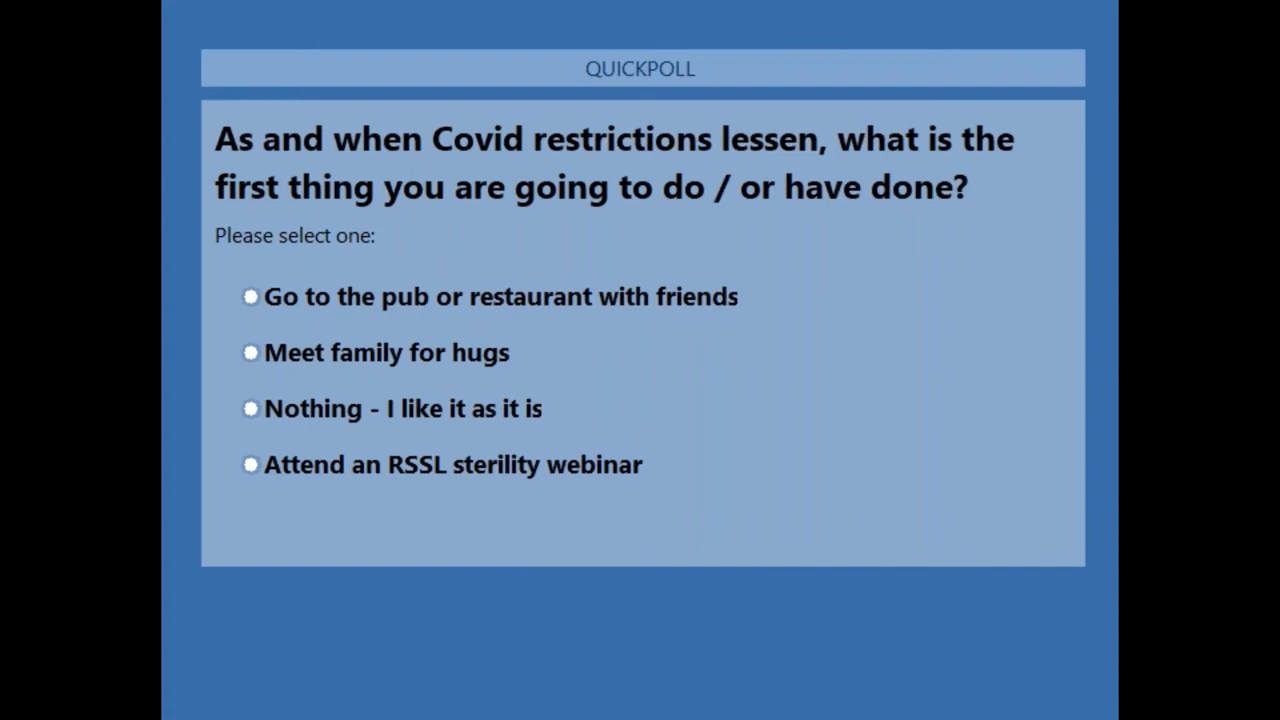 QUICKPOLL
As and when Covid restrictions lessen, what is the
first thing you are going to do / or have done?
Please select one:
Go to the pub or restaurant with friends
Meet family for hugs
Nothing - I like it as it is
Attend an RSSL sterility webinar